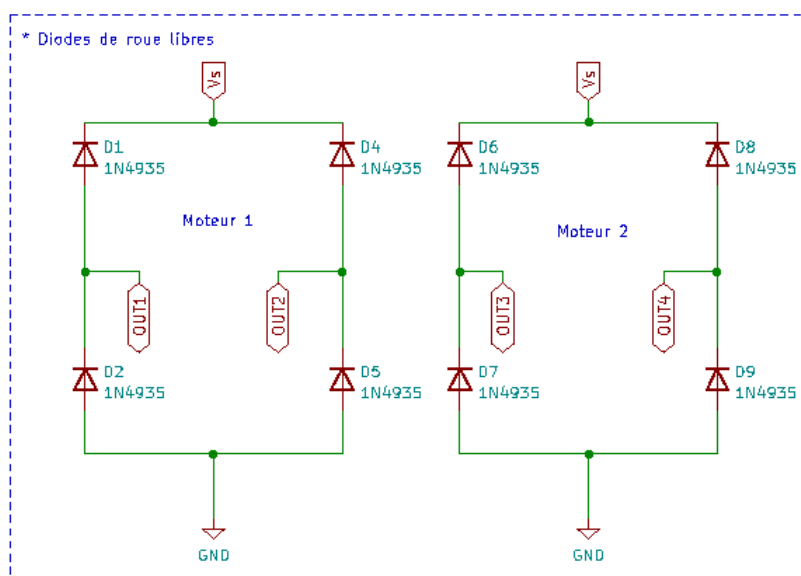 * Diodes de roue libres
Vs
Vs
D1
1N4935
D4
1N4935
D6
1N4935
D8
1N4935
Moteur 1
Moteur 2
OUT1
OUT2
OUT3
OUT4
D2
1N4935
D5
1N4935
D7
1N4935
D9
1N4935
GND
GND